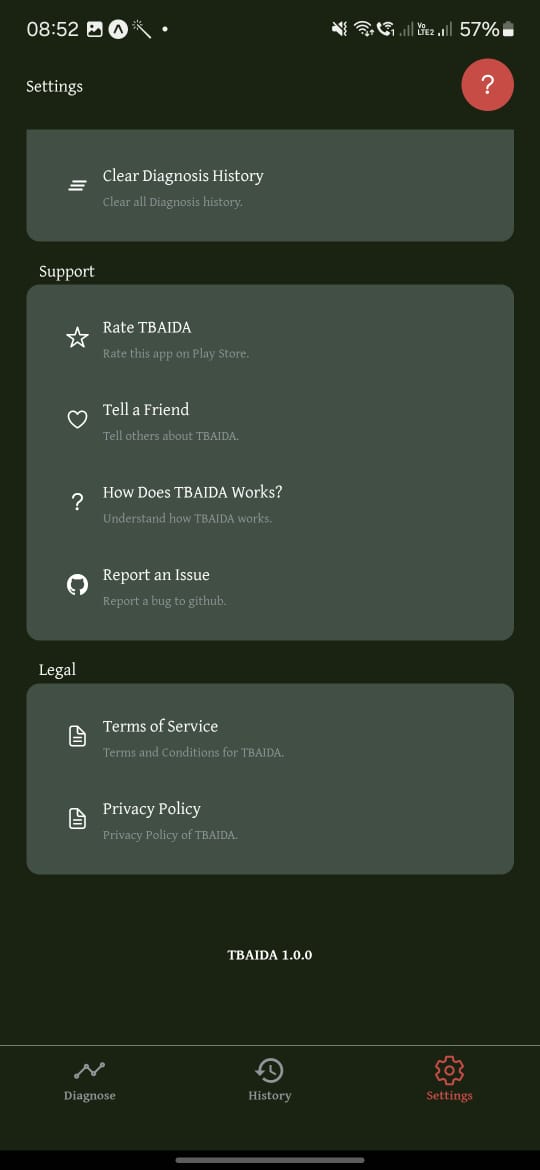 08:52
Vo
LTE2
57%
Settings
?
Clear Diagnosis History
Clear all Diagnosis history.
Support
Rate TBAIDA
Rate this app on Play Store.
Tell a Friend
Tell others about TBAIDA.
?
How Does TBAIDA Works?
Understand how TBAIDA works.
Report an Issue
Report a bug to github.
Legal
Terms of Service
Terms and Conditions for TBAIDA.
Privacy Policy
Privacy Policy of TBAIDA.
TBAIDA 1.0.0
Diagnose
History
Settings